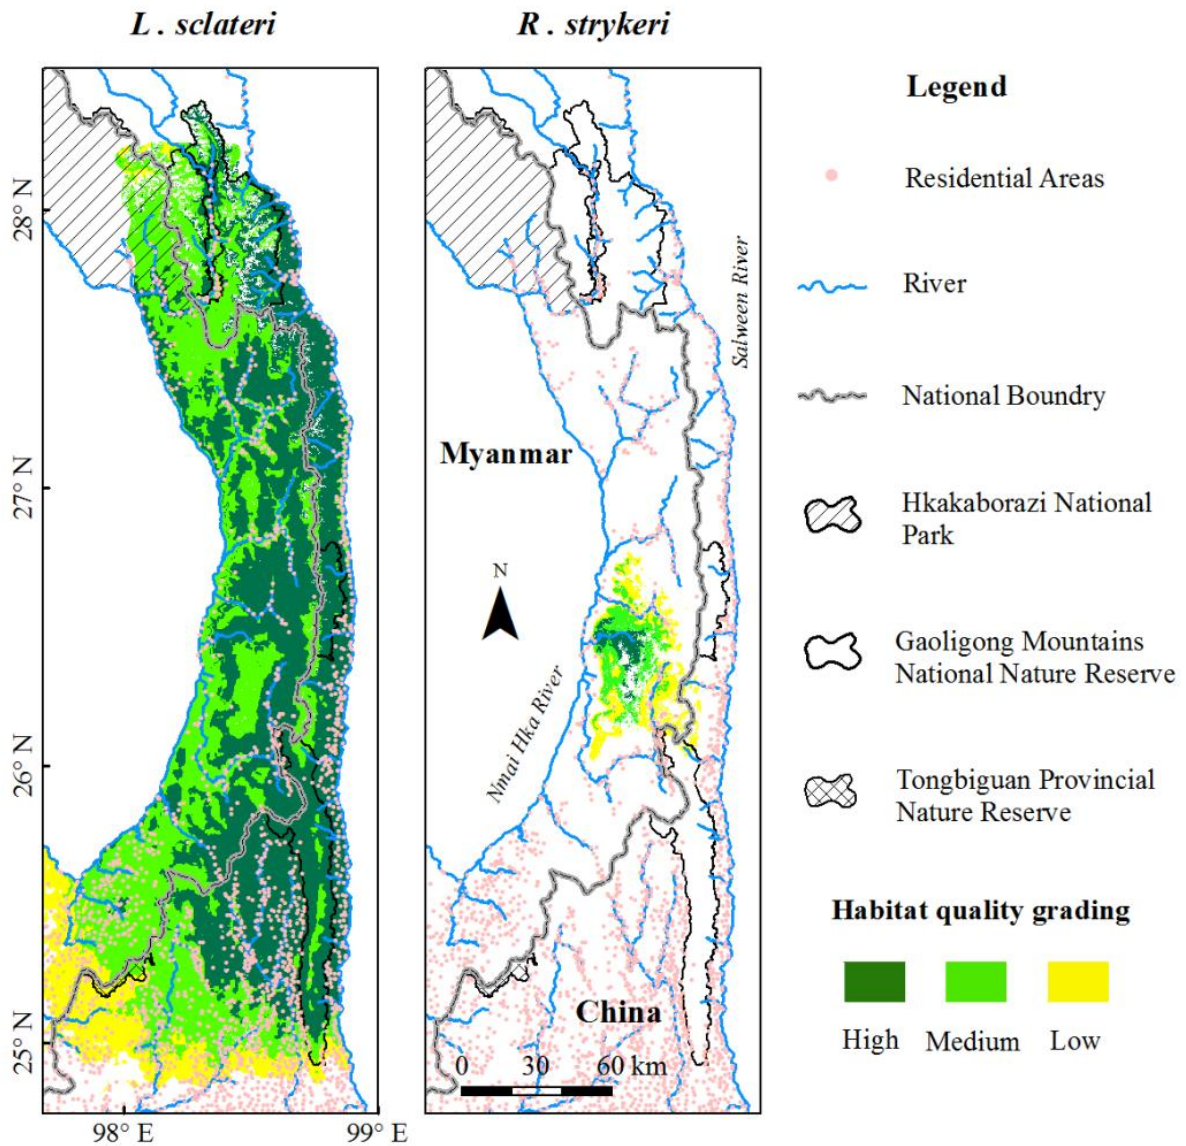 L . sclateri
R . strykeri
Legend
Residential Areas
River
National Boundry
Hkakaborazi National
Park
Gaoligong Mountains
National Nature Reserve
Tongbiguan Provincial
Nature Reserve
Habitat quality grading
High
Medium
Low
28° N
27° N
26° N
25° N
98° E
99° E
Myanmar
N
Nmai Hka River
Salween River
China
0
30
60 km